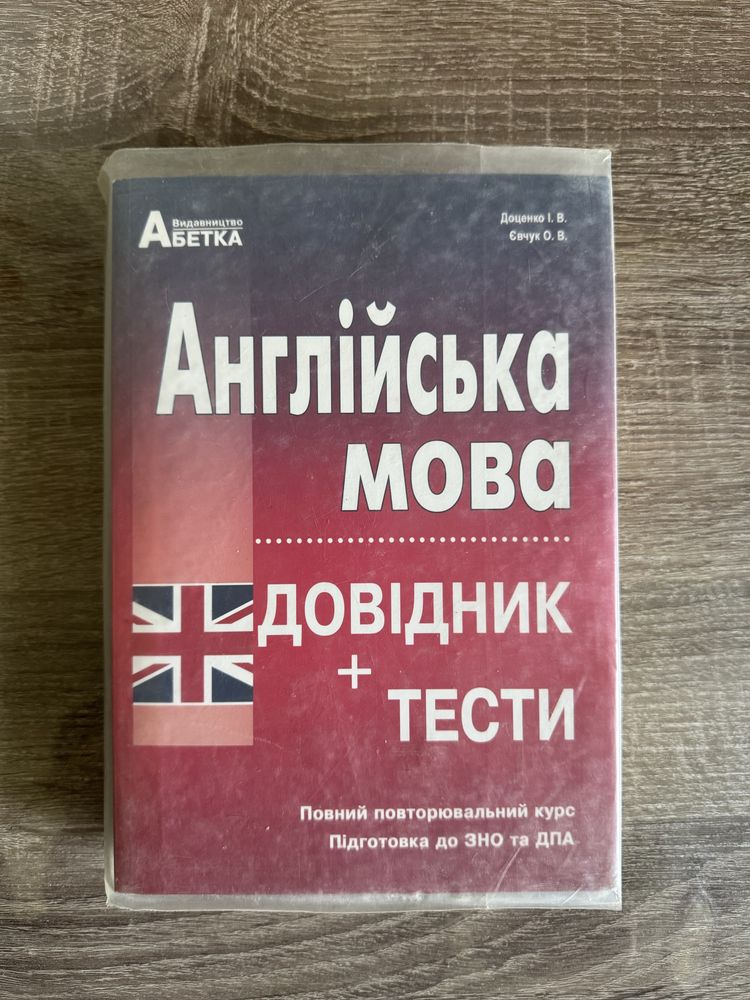 Видавництво
АБЕТКА
Доценко І. В.
Євчук О. В.
Англійська
мова
ДОВІДНИК
+
ТЕСТИ
Повний повторювальний курс
Підготовка до ЗНО та ДПА